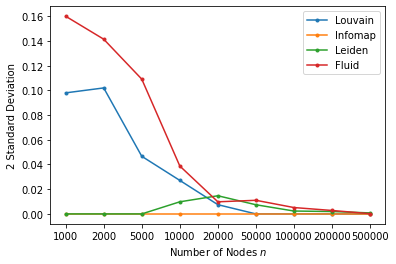 0.16
0.14
0.12
0.10
0.08
0.06
0.04
0.02
0.00
2 Standard Deviation
Louvain
Infomap
Leiden
Fluid
1000 2000 5000 10000 20000 50000 100000 200000 500000
Number of Nodes n